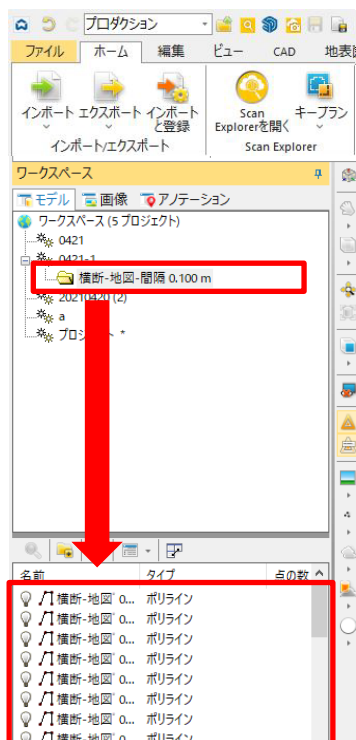 プロダクション
ファイル ホーム 編集 ビュー CAD
インポート エクスポート インポートと登録 Scan Explorerを開く キープラン
インポート/エクスポート Scan Explorer
ワークスペース
モデル 画像 アノテーション
ワークスペース (5 プロジェクト)
0421
0421-1
横断-地図-間隔 0.100 m
20210420 (2)
a
名前 タイプ 点の数
横断-地図' 0... ポリライン
横断-地図' 0... ポリライン
横断-地図' 0... ポリライン
横断-地図' 0... ポリライン
横断-地図' 0... ポリライン
横断-地図' 0... ポリライン
横断-地図' 0... ポリライン